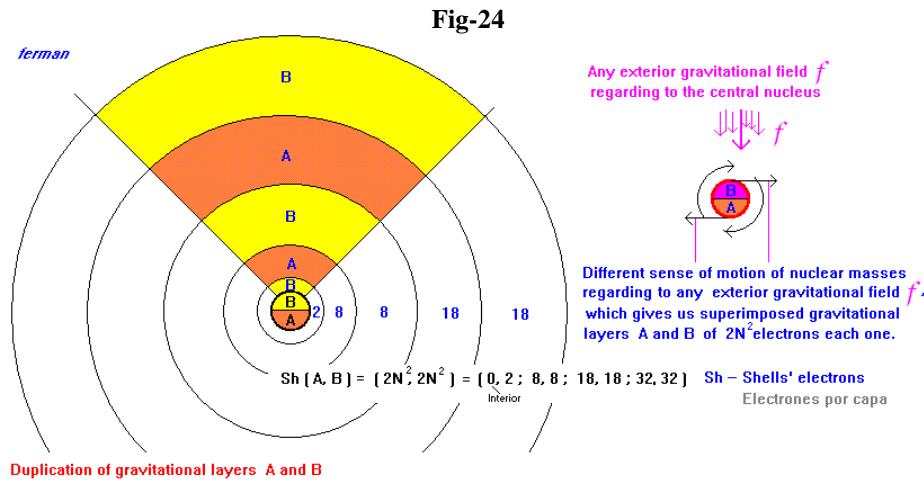 Fig-24
ferman
B
A
B
A
B
B
A
2
8
8
18
18
Any exterior gravitational field f
regarding to the central nucleus
f
B
A
Different sense of motion of nuclear masses
regarding to any exterior gravitational field f,
which gives us superimposed gravitational
layers A and B of 2N² electrons each one.
Sh ( A, B ) = ( 2N², 2N² ) = ( 0, 2 ; 8, 8 ; 18, 18 ; 32, 32 ) Sh – Shells' electrons
Interior
Electrones por capa
Duplication of gravitational layers A and B